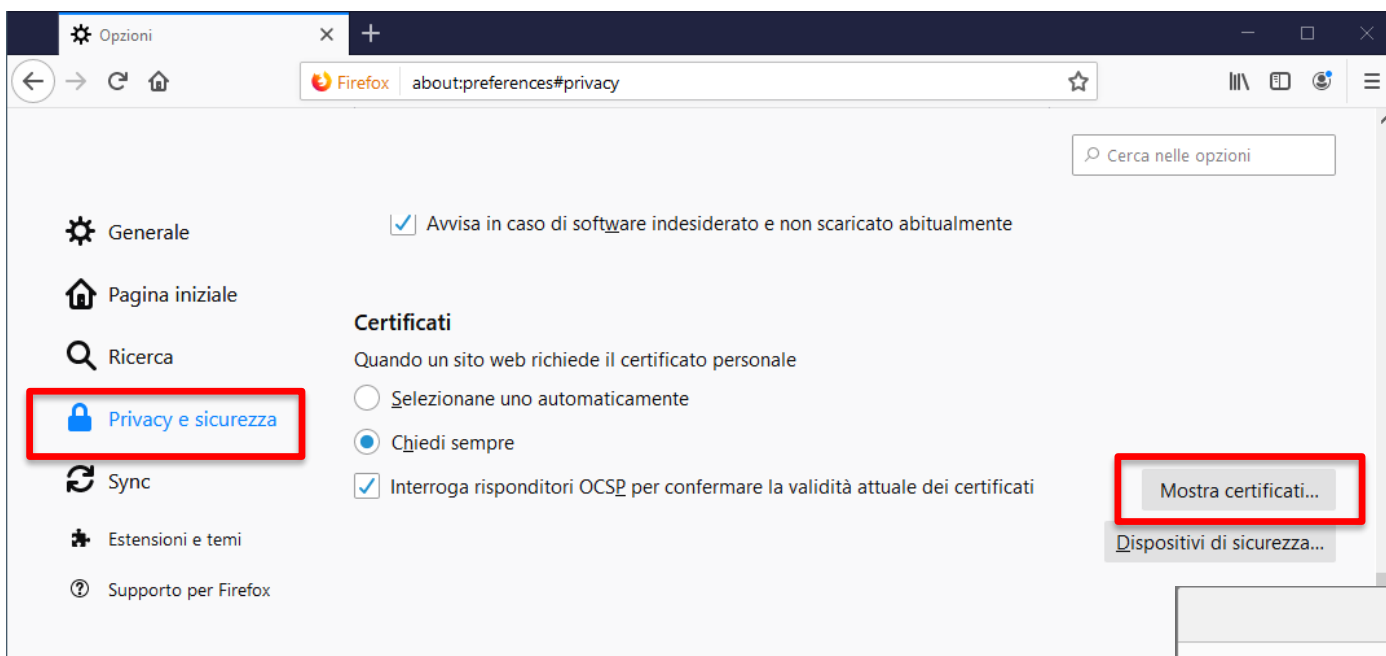 Opzioni
Firefox about:preferences#privacy
Cerca nelle opzioni
Generale
Pagina iniziale
Ricerca
Privacy e sicurezza
Sync
Estensioni e temi
Supporto per Firefox
Avvisa in caso di software indesiderato e non scaricato abitualmente
Certificati
Quando un sito web richiede il certificato personale
Selezionane uno automaticamente
Chiedi sempre
Interroga risponditori OCSP per confermare la validità attuale dei certificati
Mostra certificati...
Dispositivi di sicurezza...